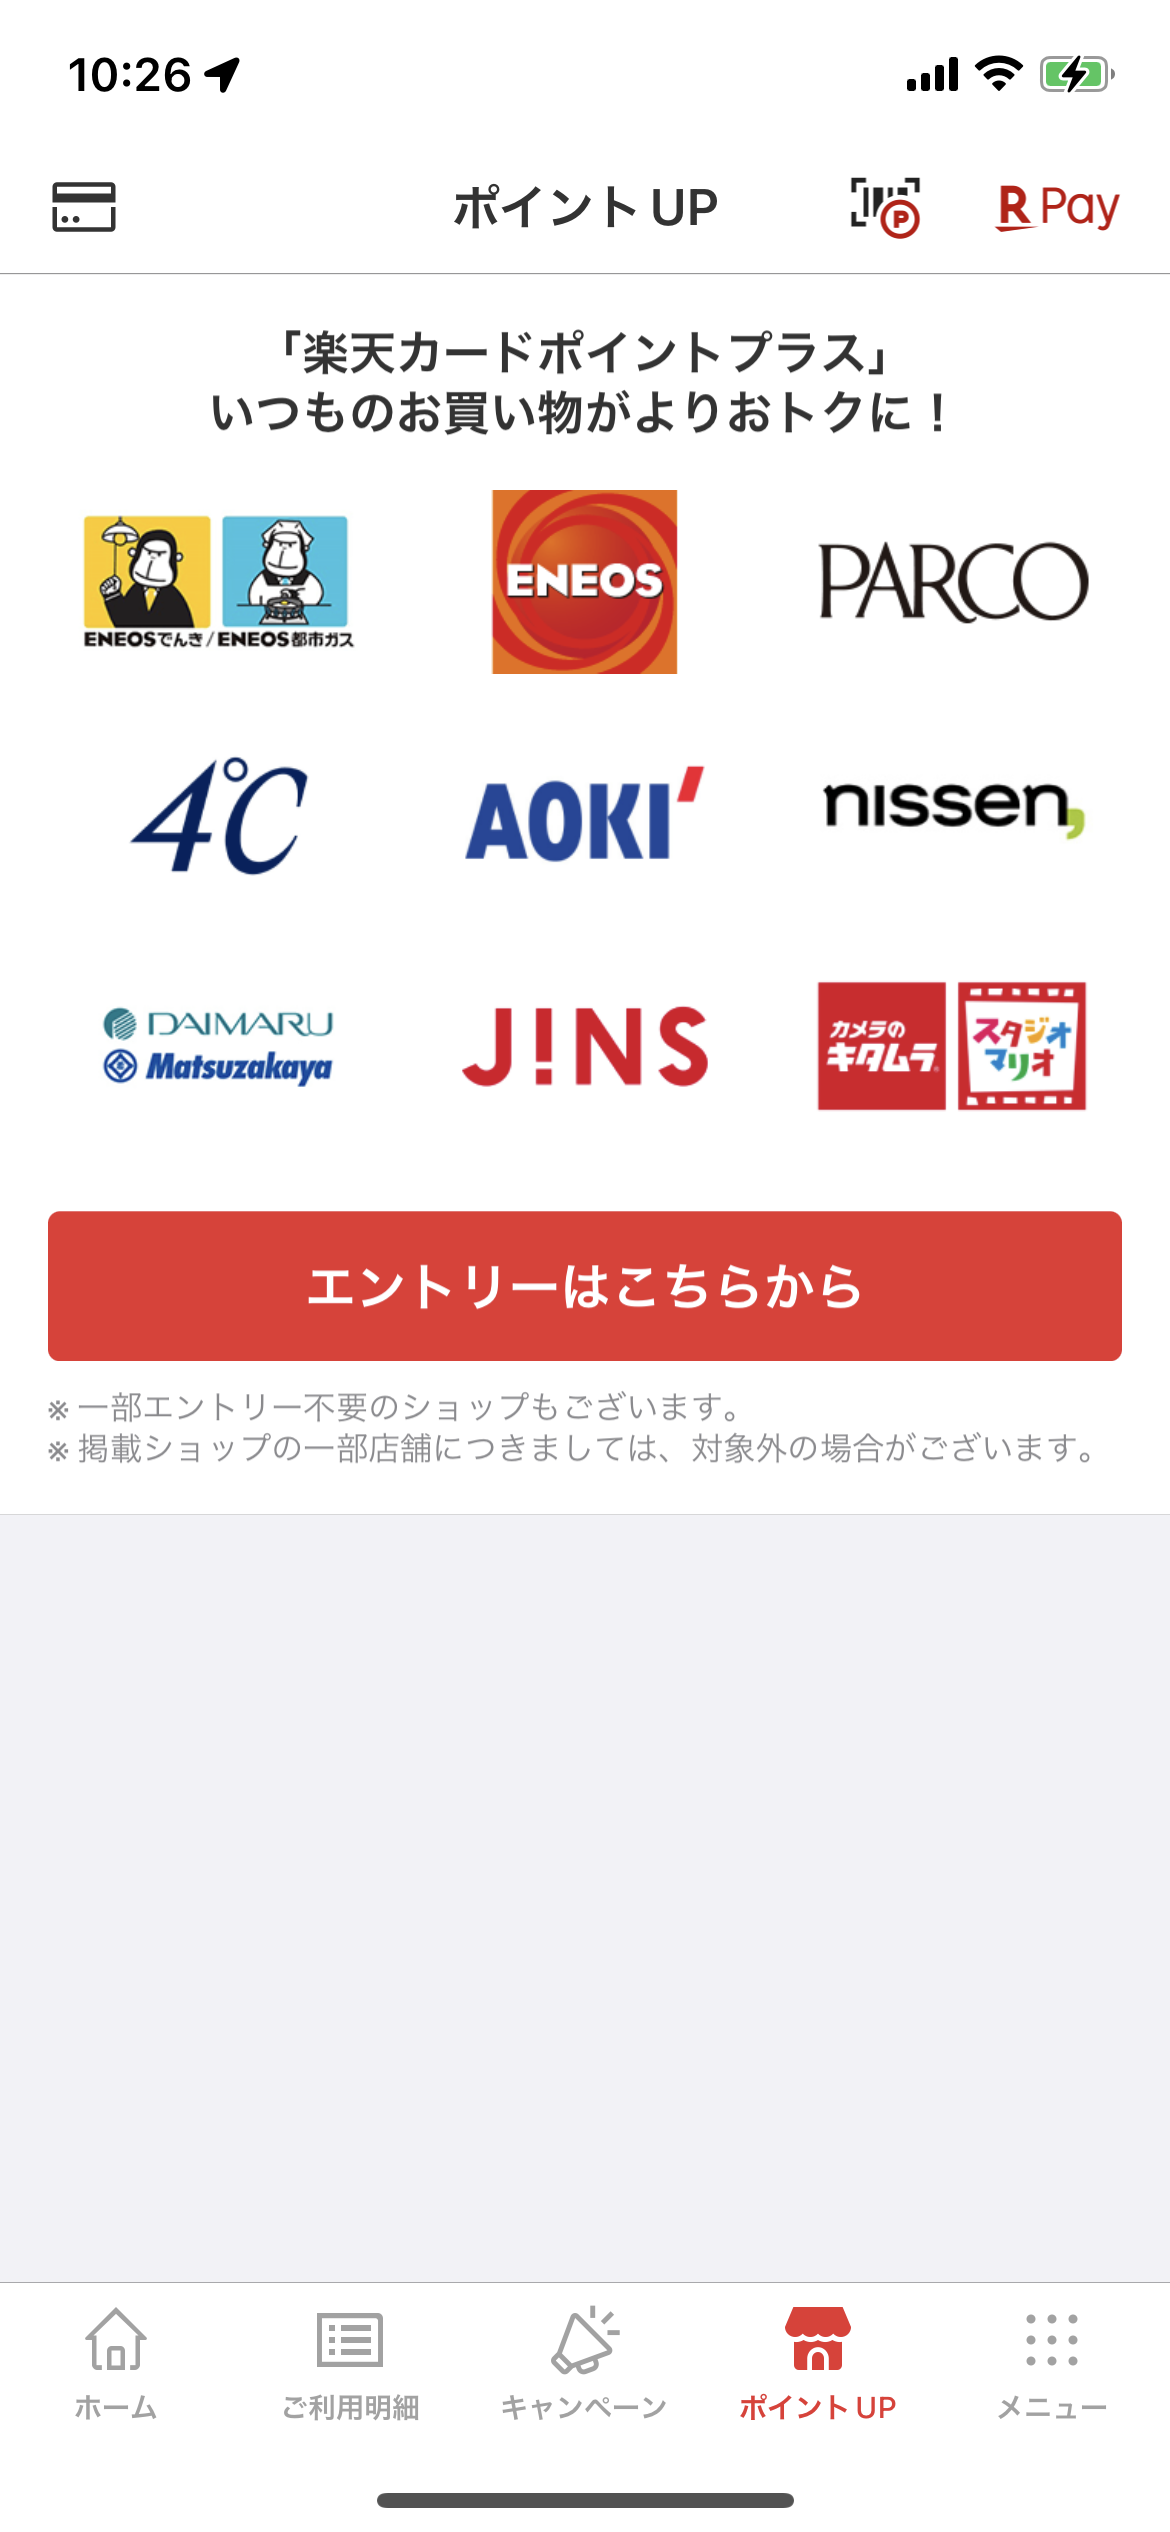 10:26
ポイントUP
P
R Pay
「楽天カードポイントプラス」
いつものお買い物がよりおトクに！
ENEOSでんき/ENEOS都市ガス
ENEOS
PARCO
4℃
AOKI'
nissen,
DAIMARU
Matsuzakaya
J!NS
カメラの
キタムラ
スタジオ
マリオ
エントリーはこちらから
※ 一部エントリー不要のショップもございます。
※ 掲載ショップの一部店舗につきましては、対象外の場合がございます。
ホーム
ご利用明細
キャンペーン
ポイントUP
メニュー